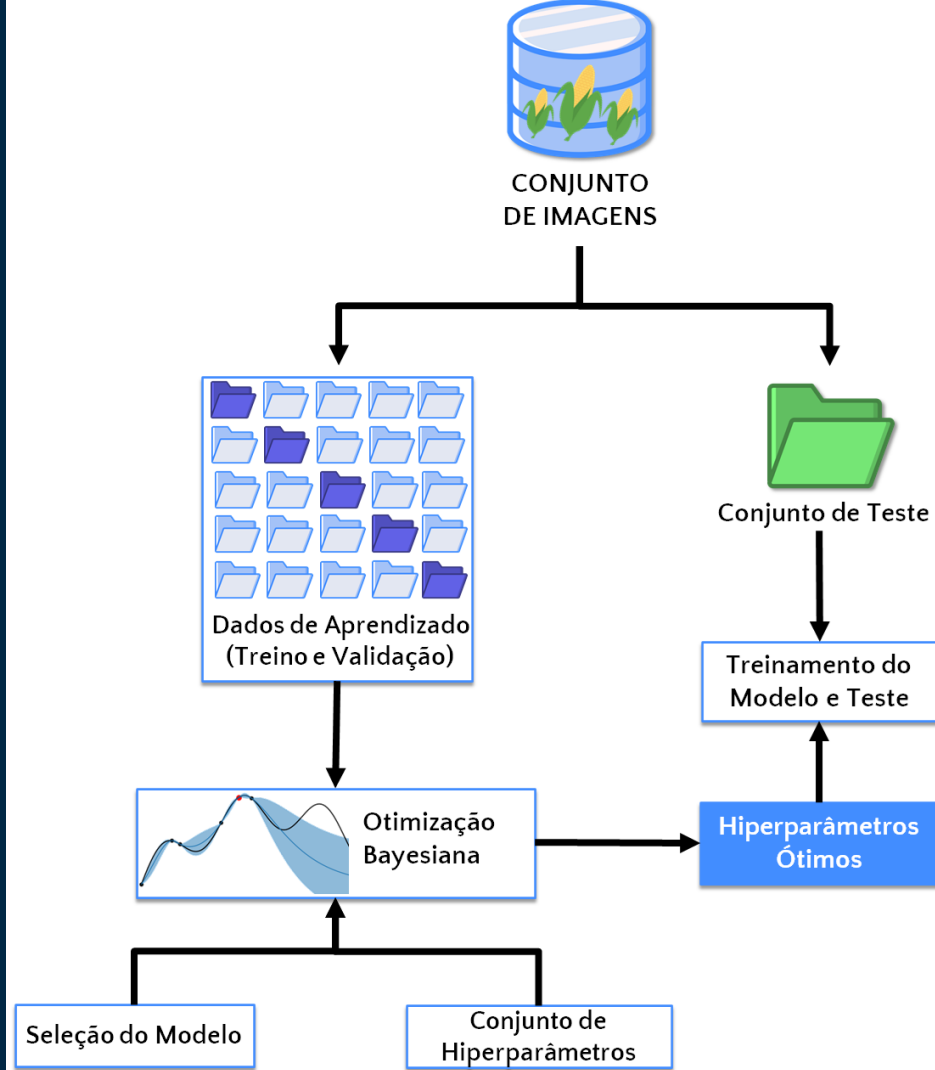 CONJUNTO
DE IMAGENS
Conjunto de Teste
Dados de Aprendizado
(Treino e Validação)
Treinamento do
Modelo e Teste
Otimização
Bayesiana
Hiperparâmetros
Ótimos
Seleção do Modelo
Conjunto de
Hiperparâmetros